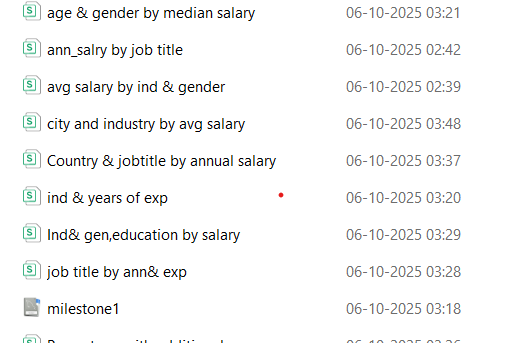 age & gender by median salary 06-10-2025 03:21
ann_salry by job title 06-10-2025 02:42
avg salary by ind & gender 06-10-2025 02:39
city and industry by avg salary 06-10-2025 03:48
Country & jobtitle by annual salary 06-10-2025 03:37
ind & years of exp 06-10-2025 03:20
Ind& gen,education by salary 06-10-2025 03:29
job title by ann& exp 06-10-2025 03:28
milestone1 06-10-2025 03:18